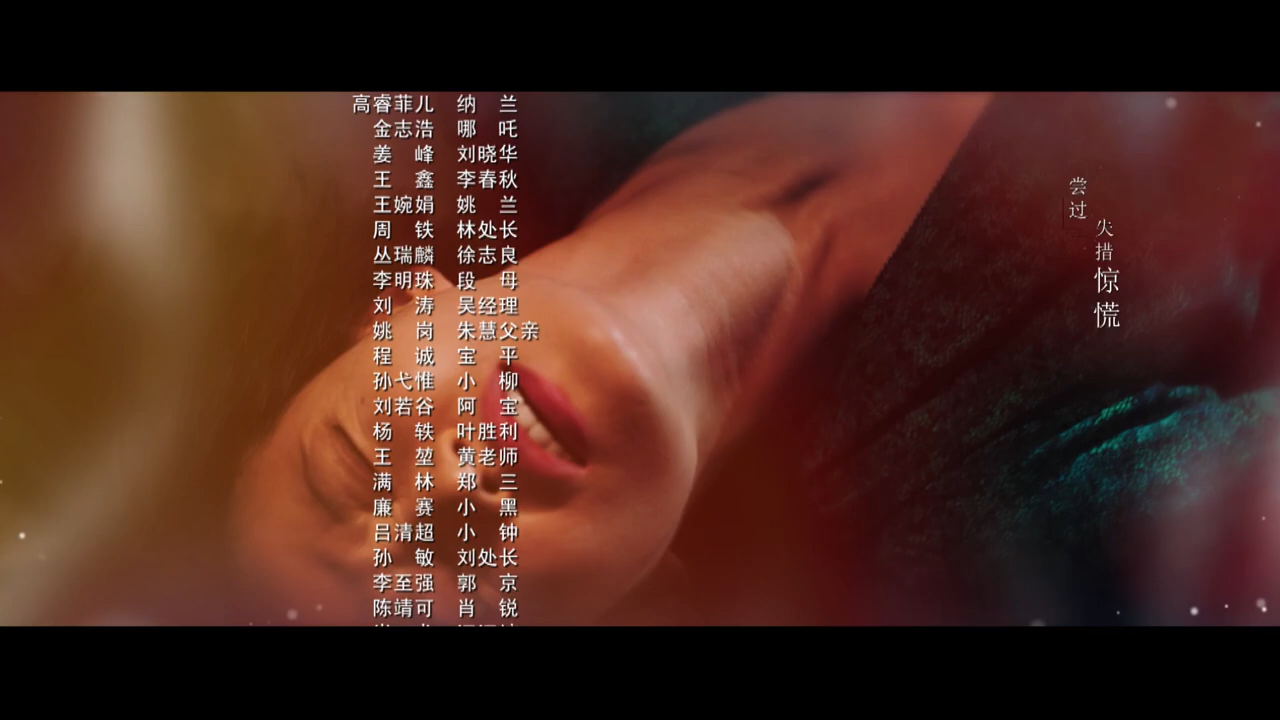 高睿菲儿 纳兰
金志浩 哪吒
姜峰 刘晓华
王鑫 李春秋
王婉娟 姚兰
周铁 林处长
丛瑞麟 徐志良
李明珠 段母
刘涛 吴经理
姚岗 朱慧父亲
程诚 宝平
孙弋惟 小柳
刘若谷 阿宝
杨轶 叶胜利
王堃 黄老师
满林 郑三
廉赛 小黑
吕清超 小钟
孙敏 刘处长
李至强 郭京
陈靖可 肖锐
尝过
失措惊慌